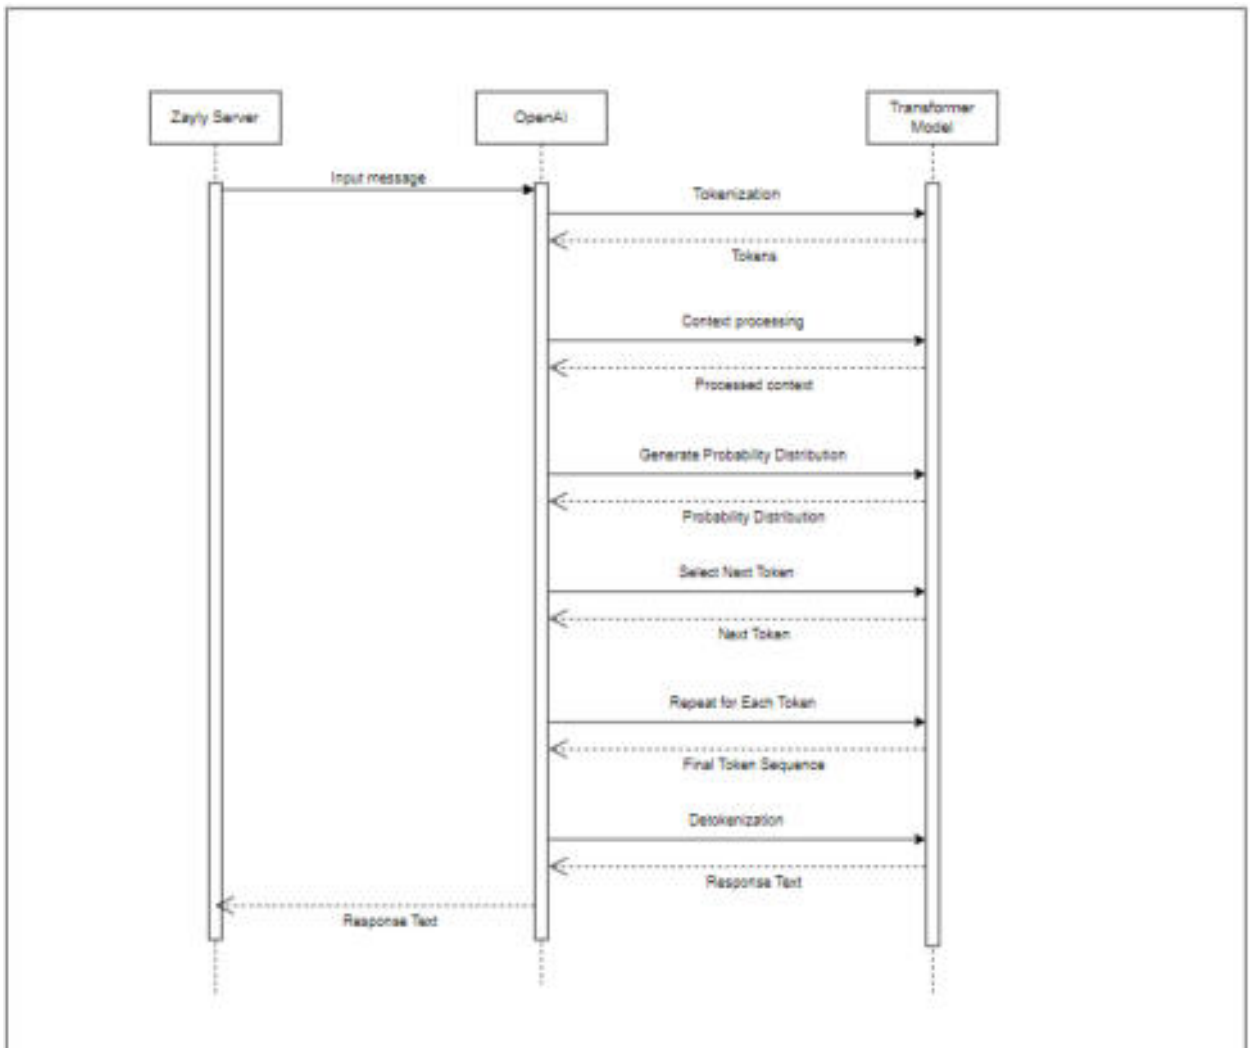 Zayly Server
OpenAI
Transformer
Model
Input message
Tokenization
Tokens
Context processing
Processed context
Generate Probability Distribution
Probability Distribution
Select Next Token
Next Token
Repeat for Each Token
Final Token Sequence
Detokenization
Response Text
Response Text